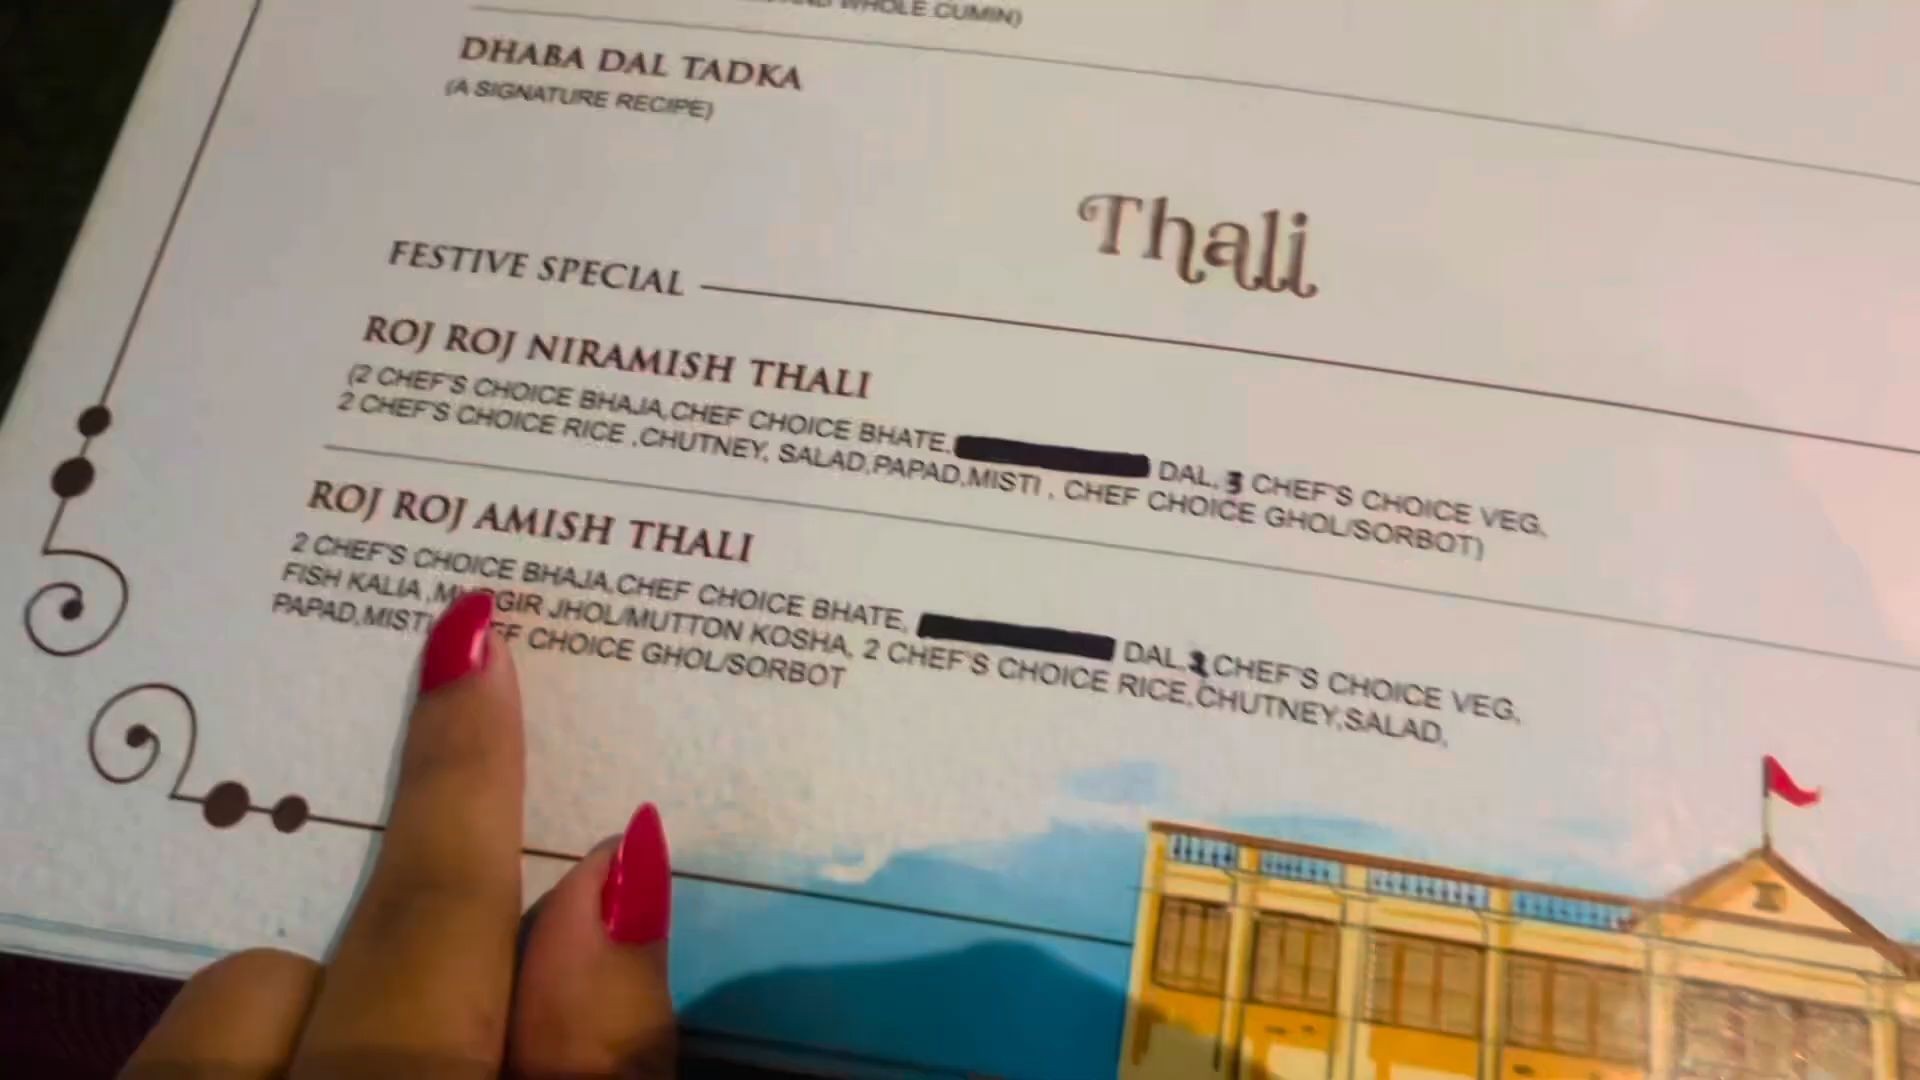 WHOLE CUMIN)
DHABA DAL TADKA
(A SIGNATURE RECIPE)
Thali
FESTIVE SPECIAL
ROJ ROJ NIRAMISH THALI
(2 CHEF'S CHOICE BHAJA,CHEF CHOICE BHATE, DAL, 3 CHEF'S CHOICE VEG,
2 CHEF'S CHOICE RICE ,CHUTNEY, SALAD,PAPAD,MISTI , CHEF CHOICE GHOL/SORBOT)
ROJ ROJ AMISH THALI
2 CHEF'S CHOICE BHAJA,CHEF CHOICE BHATE, DAL, CHEF'S CHOICE VEG,
FISH KALIA , JHOL/MUTTON KOSHA, 2 CHEF'S CHOICE RICE,CHUTNEY,SALAD,
PAPAD, CHOICE GHOL/SORBOT